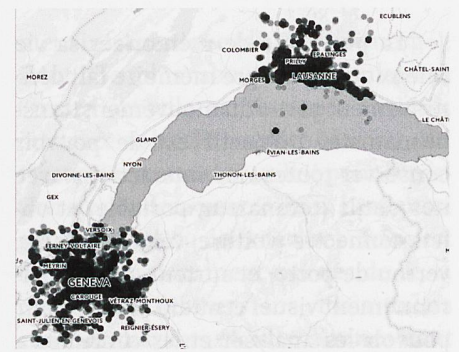 ECUBLENS
COLOMBIER
EPALINGES
PRILLY
MOREZ
CHÂTEL-SAINT
MORGES
LAUSANNE
LE CHÂT
GLAND
ÉVIAN-LES-BAINS
NYON
DIVONNE-LES-BAINS
THONON-LES-BAINS
GEX
VERSOIX
FERNEY-VOLTAIRE
MEYRIN
GENEVA
CAROUGE
VÉTRAZ-MONTHOUX
SAINT-JULIEN-EN-GENEVOIS
REIGNIER-ÉSERY